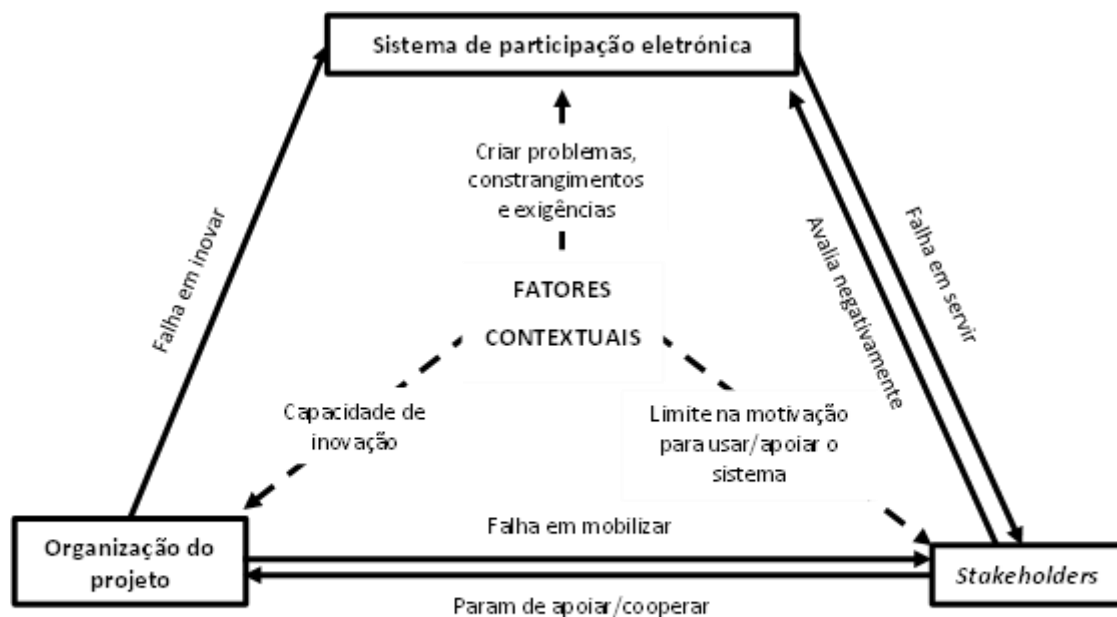 Sistema de participação eletrónica
Criar problemas,
constrangimentos
e exigências
Falha em inovar
Avalia negativamente
Falha em servir
FATORES
CONTEXTUAIS
Capacidade de
inovação
Limite na motivação
para usar/apoiar o
sistema
Organização do
projeto
Falha em mobilizar
Stakeholders
Param de apoiar/cooperar